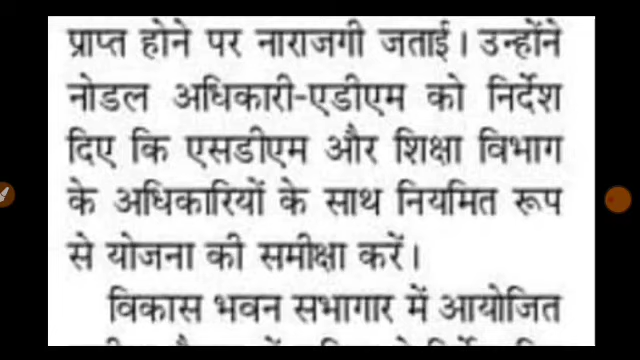 प्राप्त होने पर नाराजगी जताई। उन्होंने
नोडल अधिकारी-एडीएम को निर्देश
दिए कि एसडीएम और शिक्षा विभाग
के अधिकारियों के साथ नियमित रूप
से योजना की समीक्षा करें।
विकास भवन सभागार में आयोजित